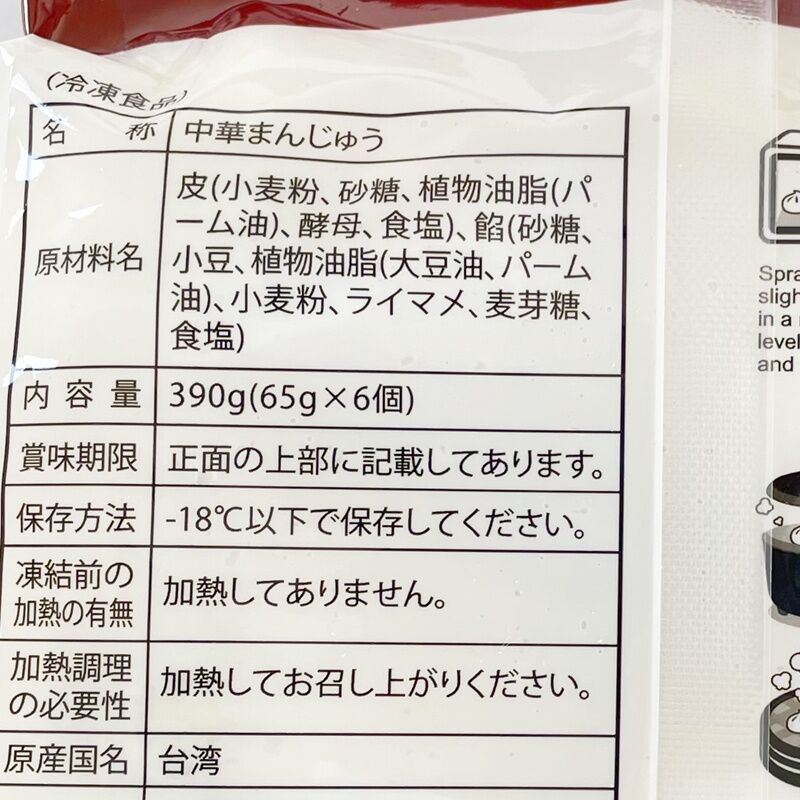 (冷凍食品)
名称 中華まんじゅう
原材料名 皮(小麦粉、砂糖、植物油脂(パ
ーム油)、酵母、食塩)、餡(砂糖、
小豆、植物油脂(大豆油、パーム
油)、小麦粉、ライマメ、麦芽糖、
食塩)
内容量 390g(65g×6個)
賞味期限 正面の上部に記載してあります。
保存方法 -18℃以下で保存してください。
凍結前の
加熱の有無 加熱してありません。
加熱調理
の必要性 加熱してお召し上がりください。
原産国名 台湾
Spra
sligh
in a
level
and